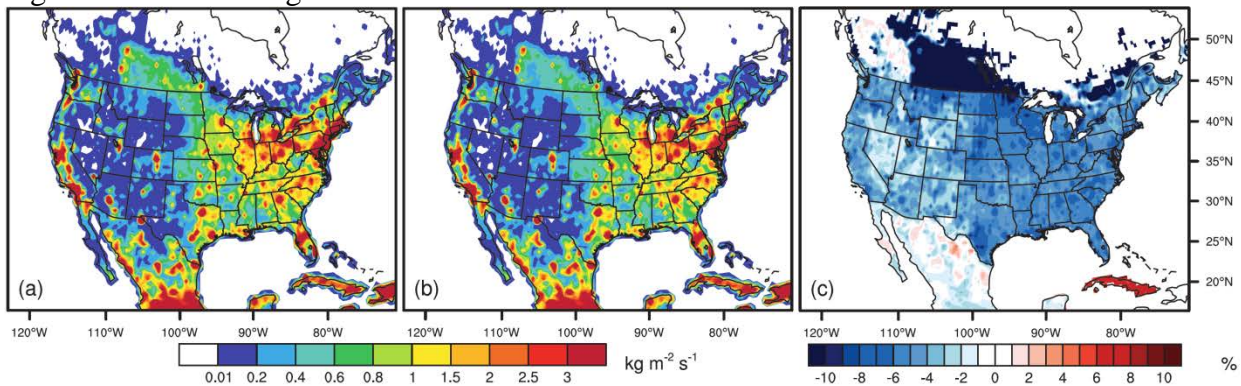 (a)
(b)
(c)
50°N
45°N
40°N
35°N
30°N
25°N
20°N
120°W 110°W 100°W 90°W 80°W 120°W 110°W 100°W 90°W 80°W 120°W 110°W 100°W 90°W 80°W
kg m⁻² s⁻¹
0.01 0.2 0.4 0.6 0.8 1 1.5 2 2.5 3
%
-10 -8 -6 -4 -2 0 2 4 6 8 10